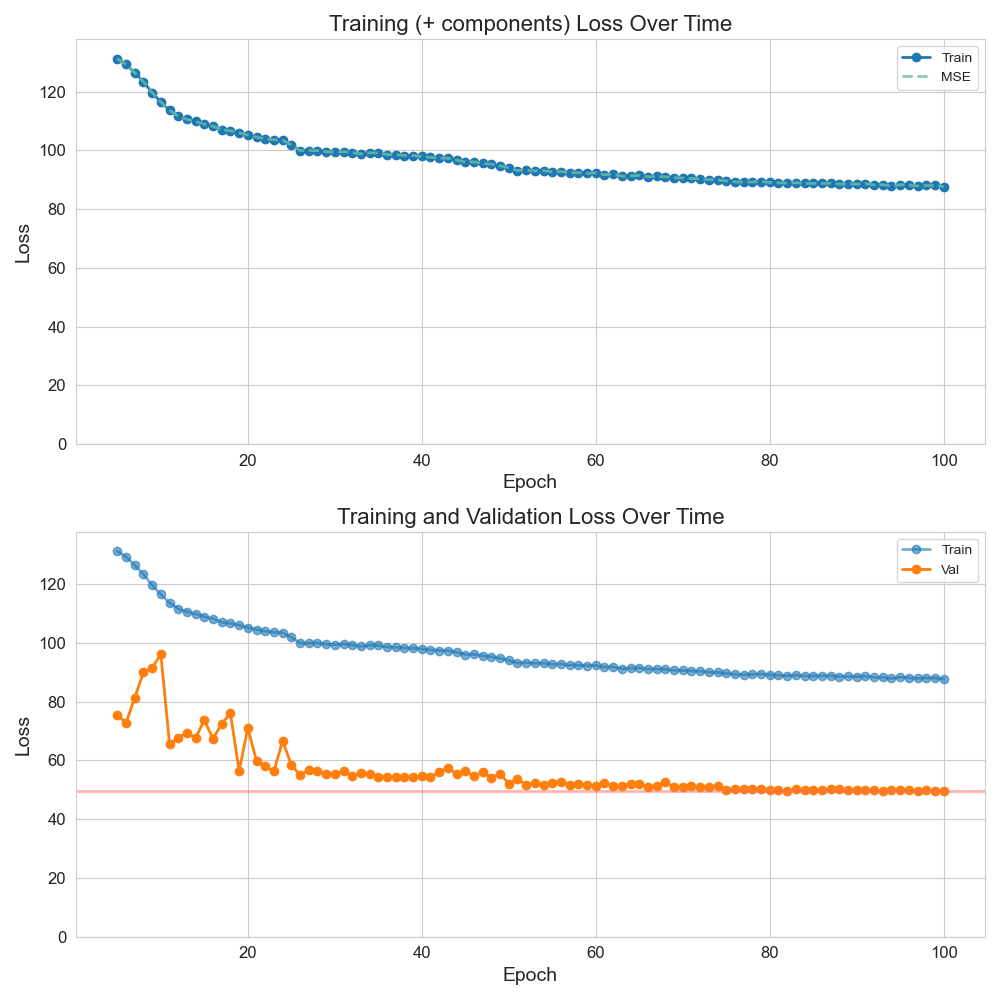 Training (+ components) Loss Over Time
Train
MSE
120
100
80
60
40
20
0
Loss
20 40 60 80 100
Epoch
Training and Validation Loss Over Time
Train
Val
120
100
80
60
40
20
0
Loss
20 40 60 80 100
Epoch